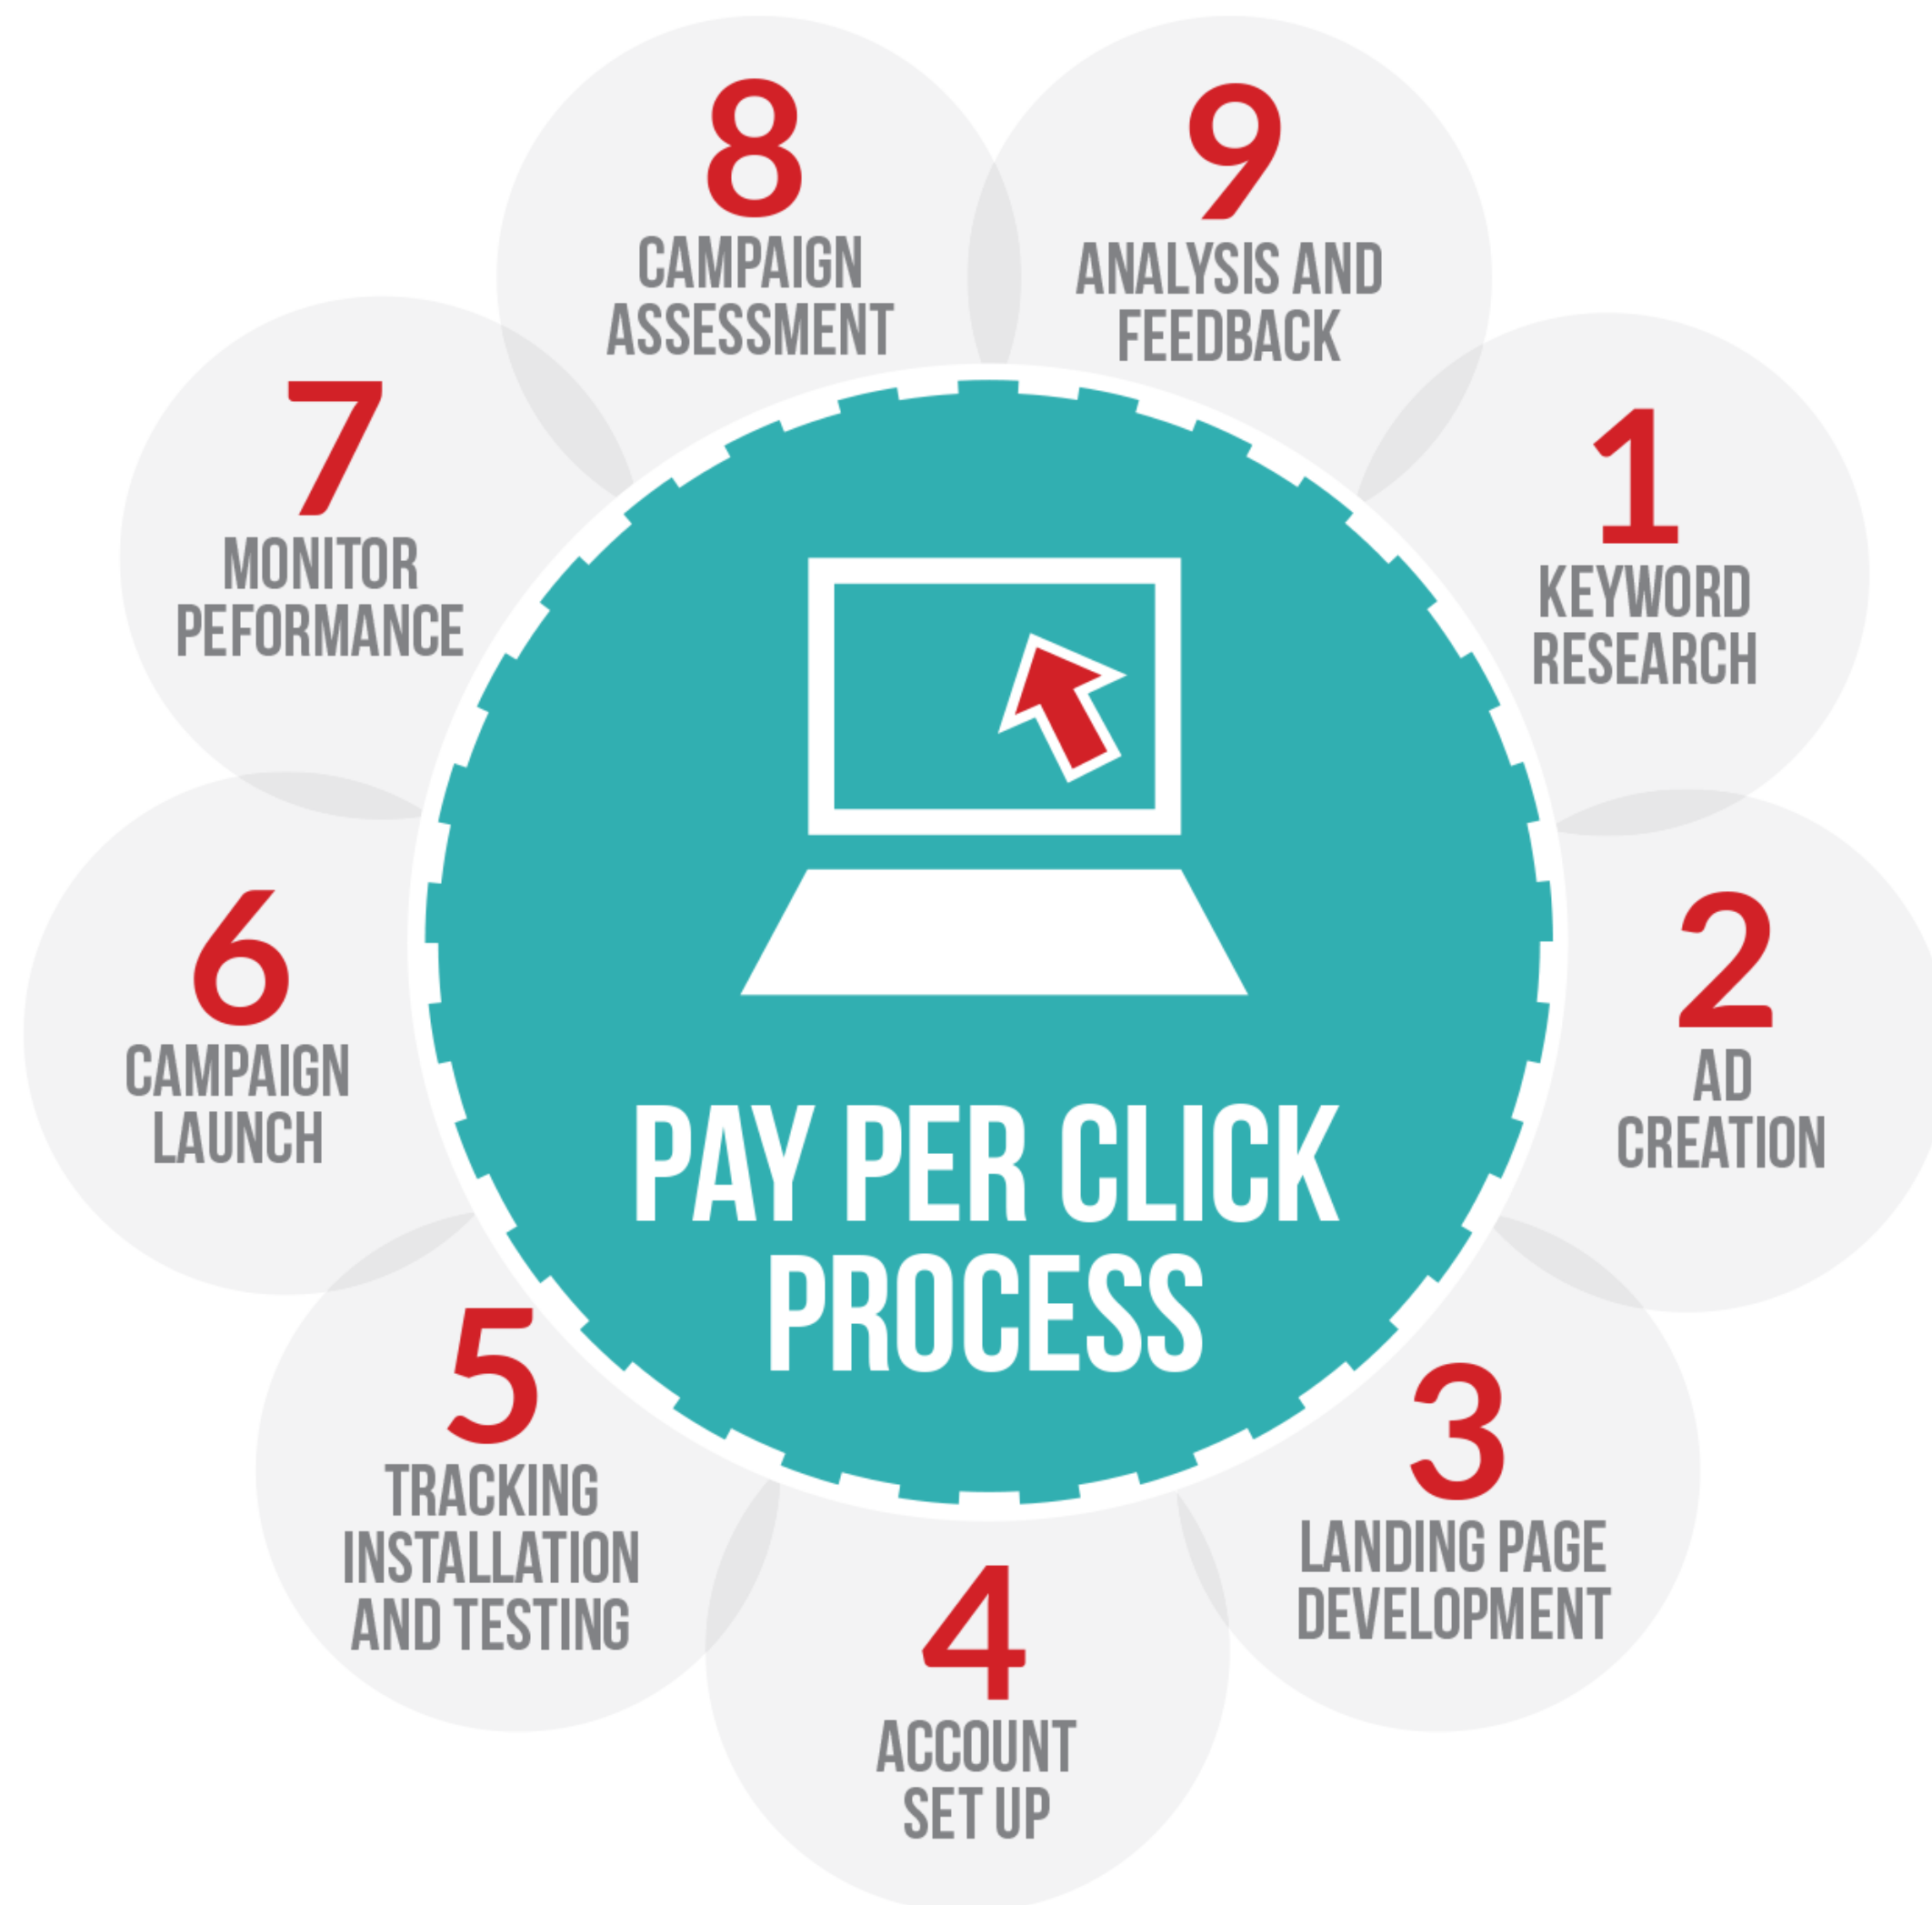 8
CAMPAIGN
ASSESSMENT
9
ANALYSIS AND
FEEDBACK
7
MONITOR
PEFORMANCE
1
KEYWORD
RESEARCH
6
CAMPAIGN
LAUNCH
2
AD
CREATION
PAY PER CLICK
PROCESS
5
TRACKING
INSTALLATION
AND TESTING
3
LANDING PAGE
DEVELOPMENT
4
ACCOUNT
SET UP